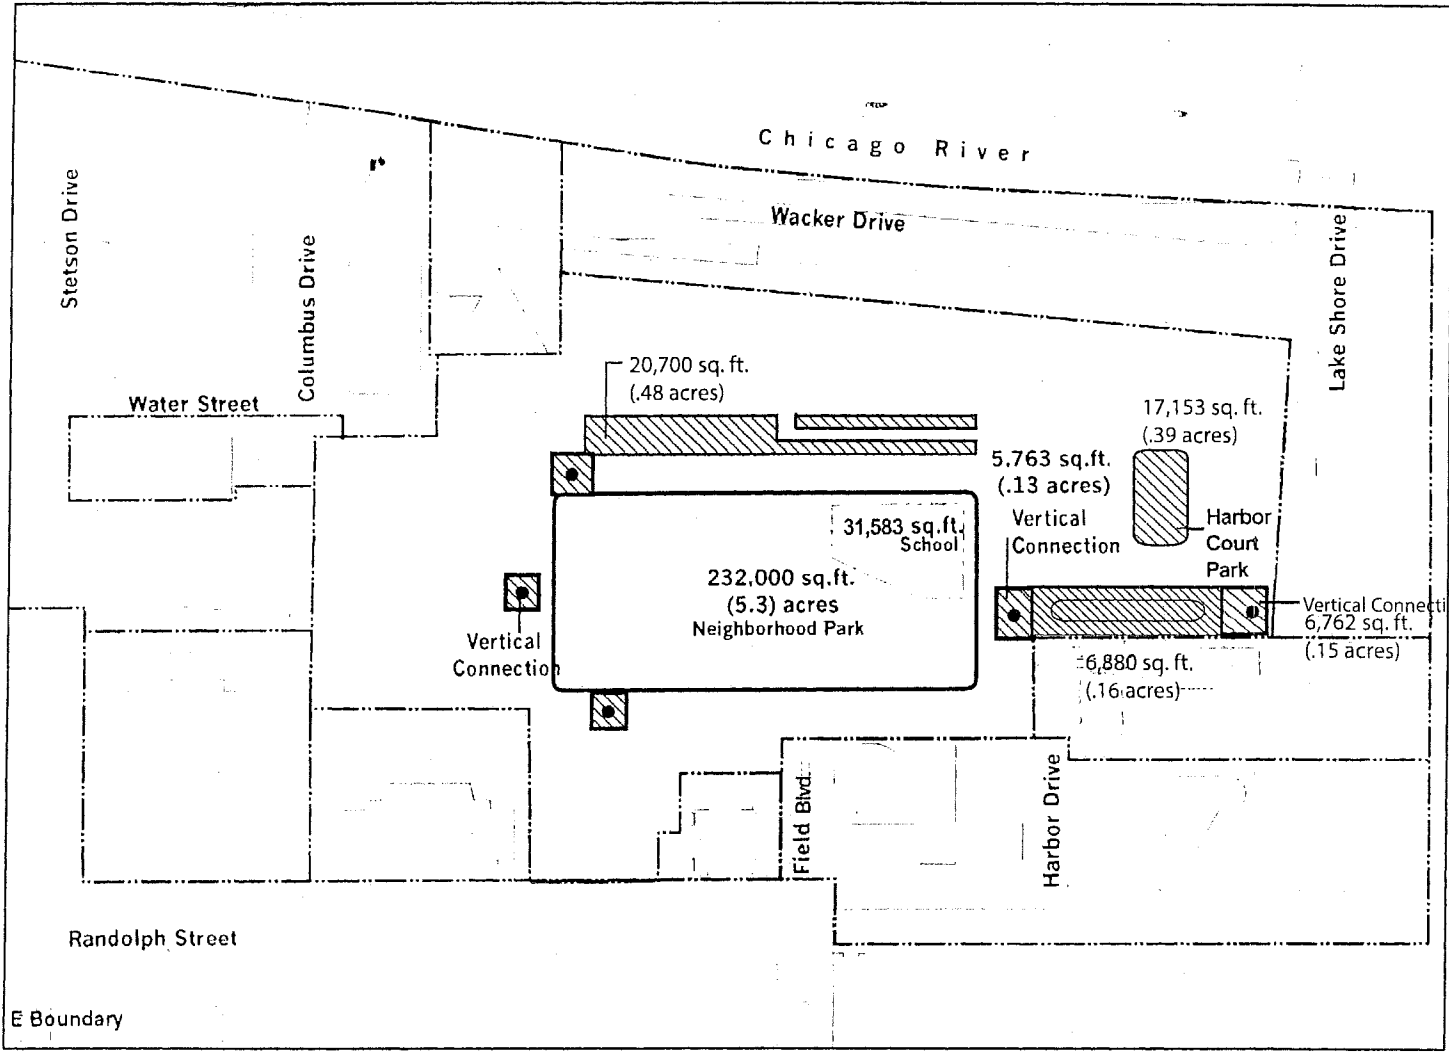 Chicago River
Wacker Drive
Stetson Drive
Columbus Drive
Lake Shore Drive
Water Street
20,700 sq. ft.
(.48 acres)
17,153 sq. ft.
(.39 acres)
5.763 sq.ft.
(.13 acres)
Vertical
Connection
Harbor
Court
Park
31,583 sq.ft.
School
232,000 sq.ft.
(5.3) acres
Neighborhood Park
Vertical
Connection
Vertical Connecti
6,762 sq. ft.
(.15 acres)
6,880 sq. ft.
(.16 acres)
Field Blvd.
Harbor Drive
Randolph Street
E Boundary